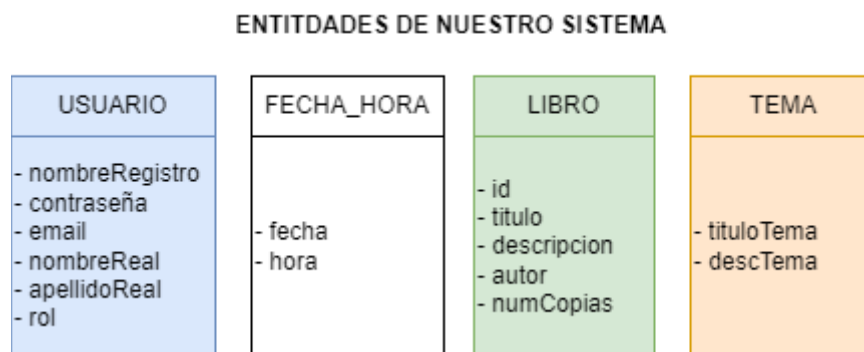 ENTITDADES DE NUESTRO SISTEMA
USUARIO
- nombreRegistro
- contraseña
- email
- nombreReal
- apellidoReal
- rol
FECHA_HORA
- fecha
- hora
LIBRO
- id
- titulo
- descripcion
- autor
- numCopias
TEMA
- tituloTema
- descTema